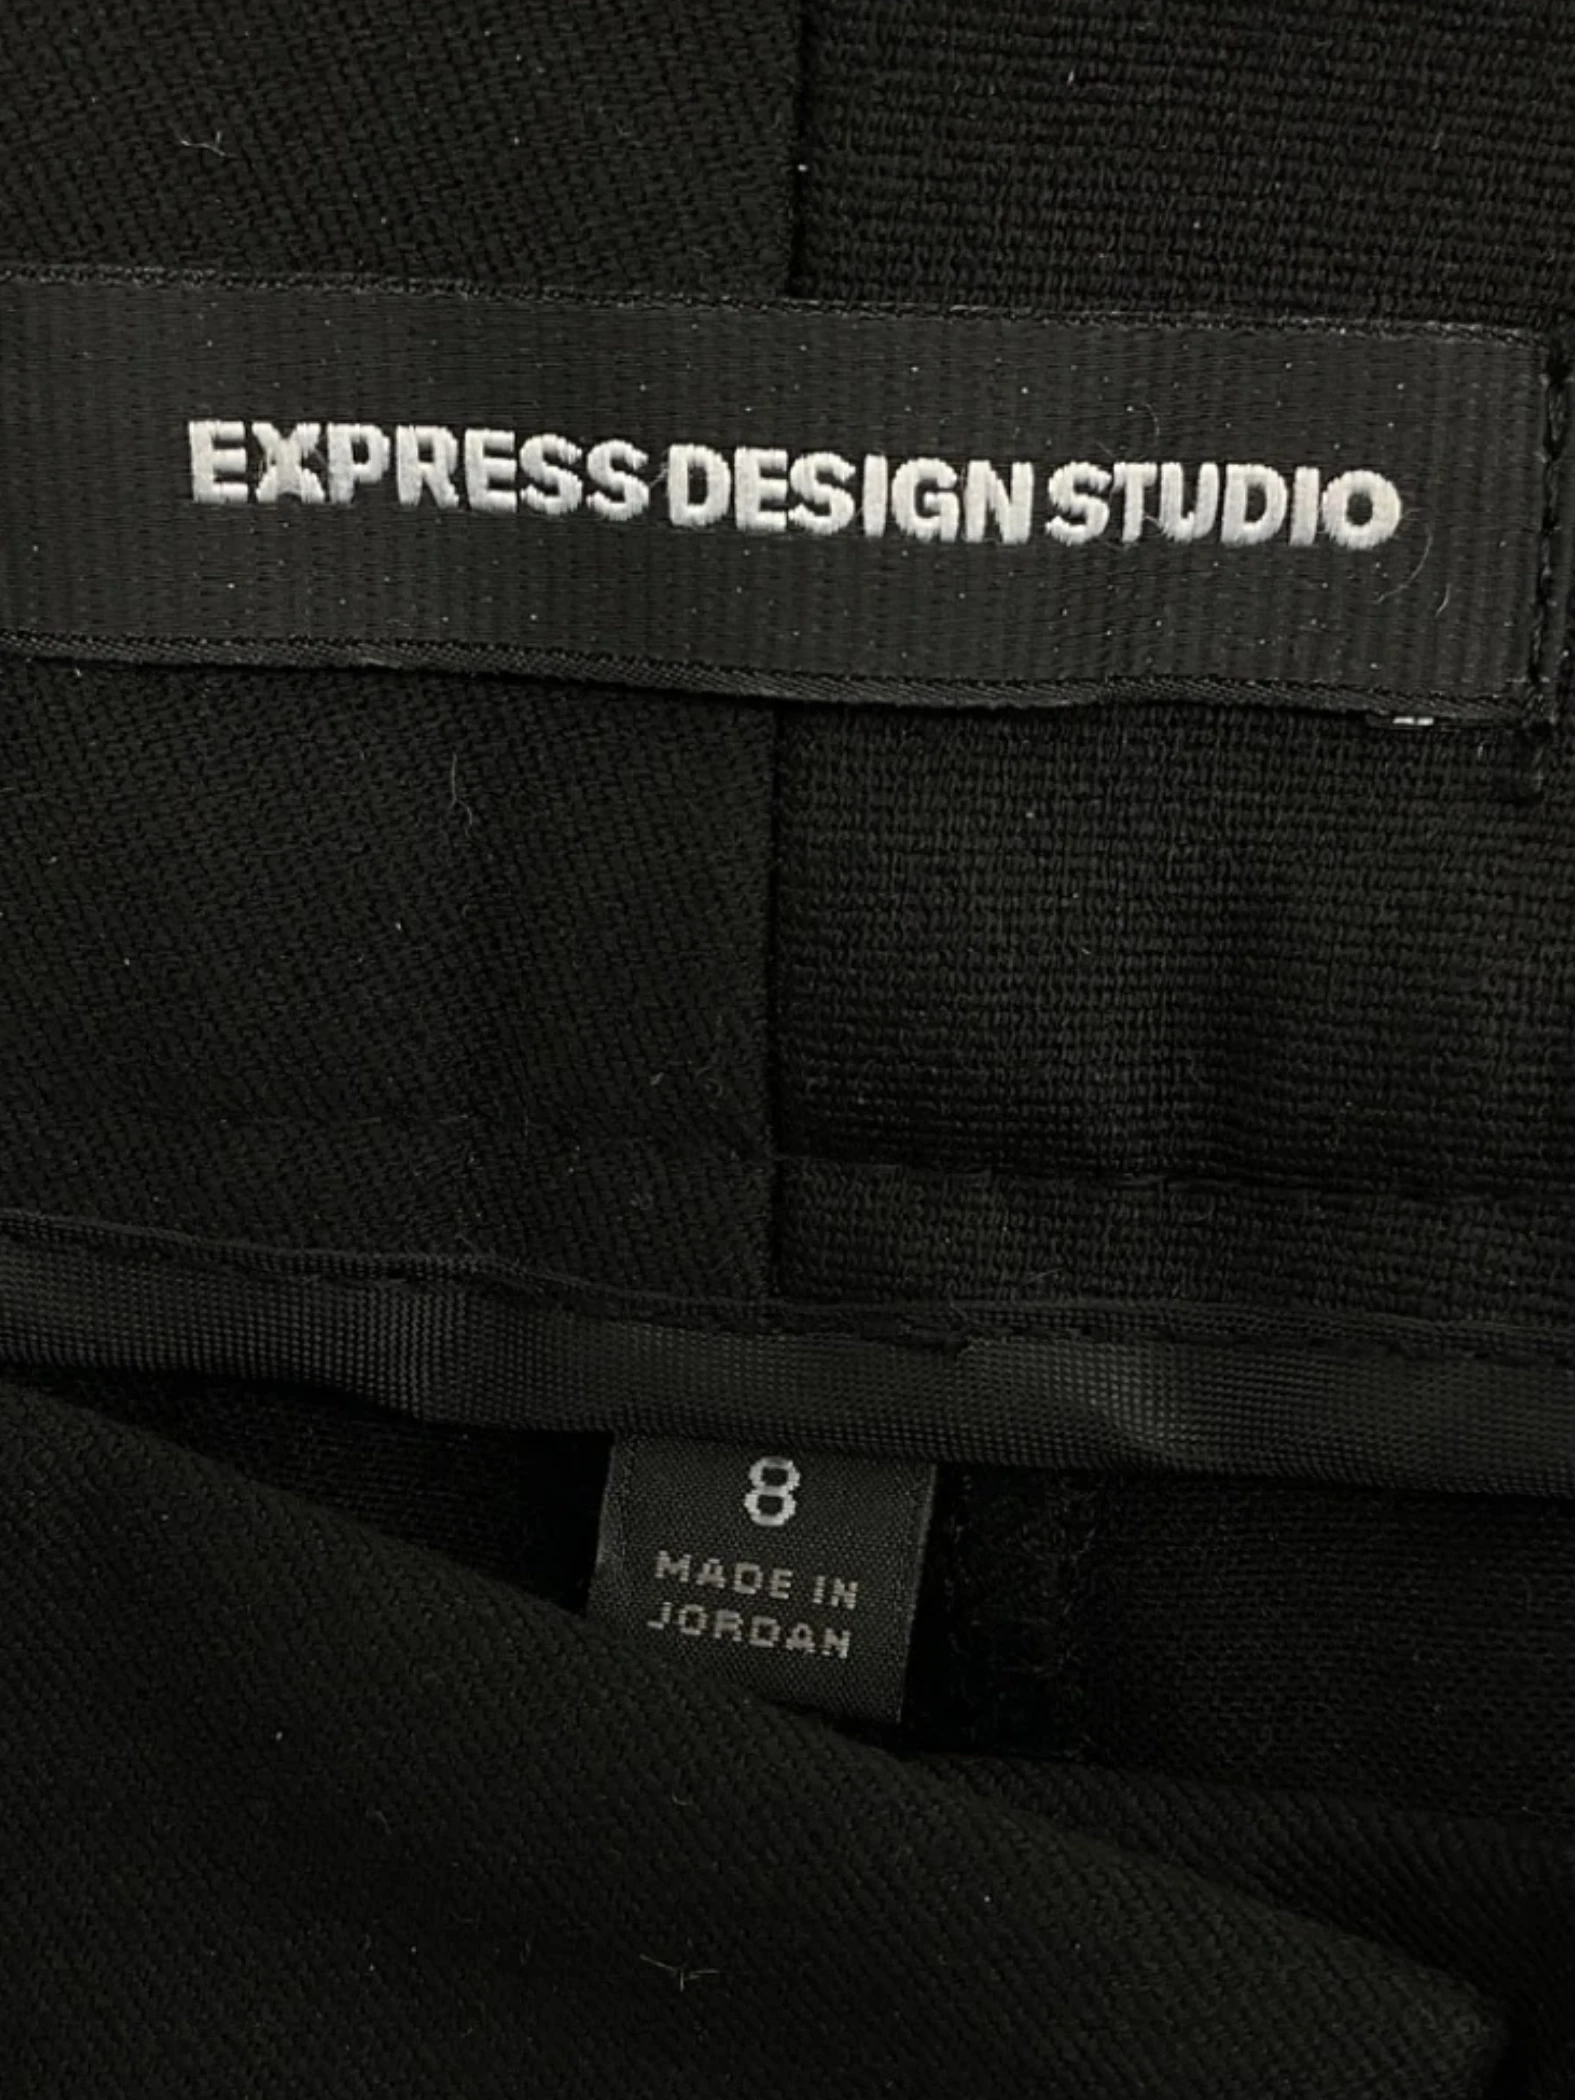 EXPRESS DESIGN STUDIO
8
MADE IN
JORDAN